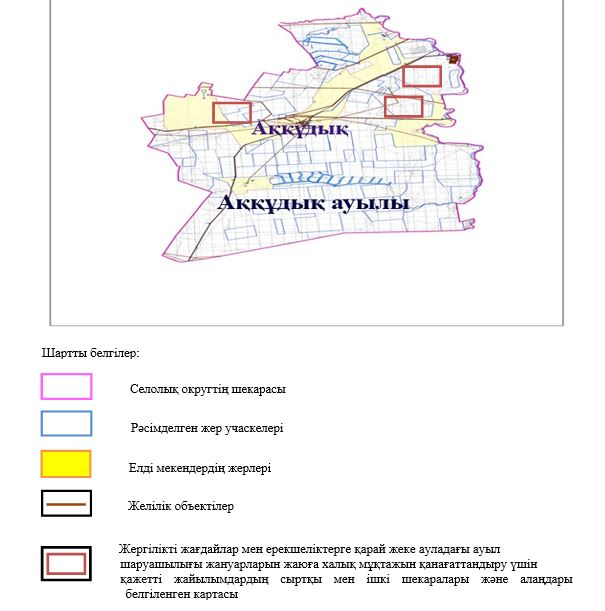 Аққұдық
Аққұдық ауылы
Шартты белгілер:
Селолық округтің шекарасы
Рәсімделген жер учаскелері
Елді мекендердің жерлері
Желілік объектілер
Жергілікті жағдайлар мен ерекшеліктерге қарай жеке ауладағы ауыл
шаруашылығы жануарларын жаюға халық мұқтажын қанағаттандыру үшін
қажетті жайылымдардың сыртқы мен ішкі шекаралары және алаңдары
белгіленген картасы